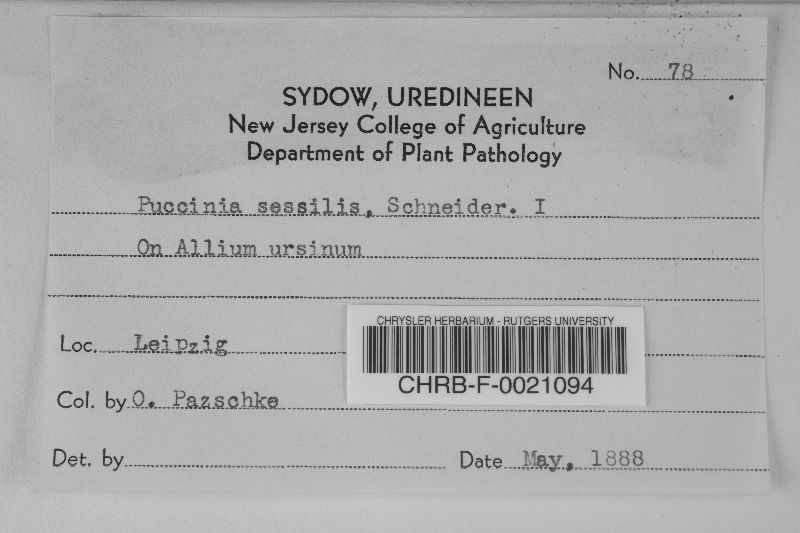 No. 78
SYDOW, UREDINEEN
New Jersey College of Agriculture
Department of Plant Pathology
Puccinia sessilis, Schneider. I
On Allium ursinum
CHRYSLER HERBARIUM - RUTGERS UNIVERSITY
Loc. Leipzig
CHRB-F-0021094
Col. by O. Pazschke
Det. by
Date May, 1888